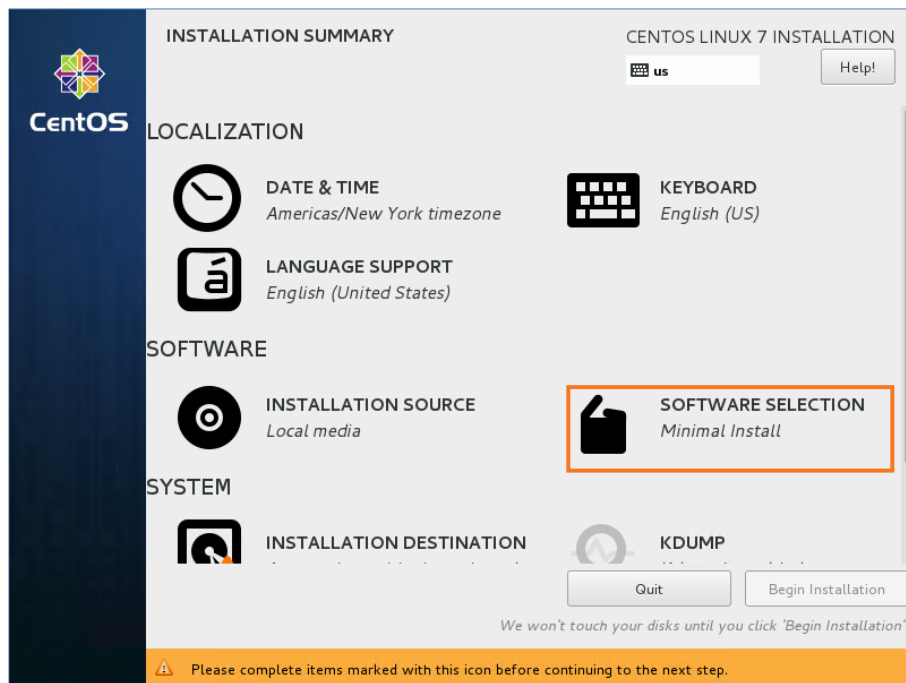 INSTALLATION SUMMARY
CENTOS LINUX 7 INSTALLATION
us
Help!
CentOS
LOCALIZATION
DATE & TIME
Americas/New York timezone
KEYBOARD
English (US)
LANGUAGE SUPPORT
English (United States)
SOFTWARE
INSTALLATION SOURCE
Local media
SOFTWARE SELECTION
Minimal Install
SYSTEM
INSTALLATION DESTINATION
KDUMP
Quit
Begin Installation
We won't touch your disks until you click 'Begin Installation'
Please complete items marked with this icon before continuing to the next step.